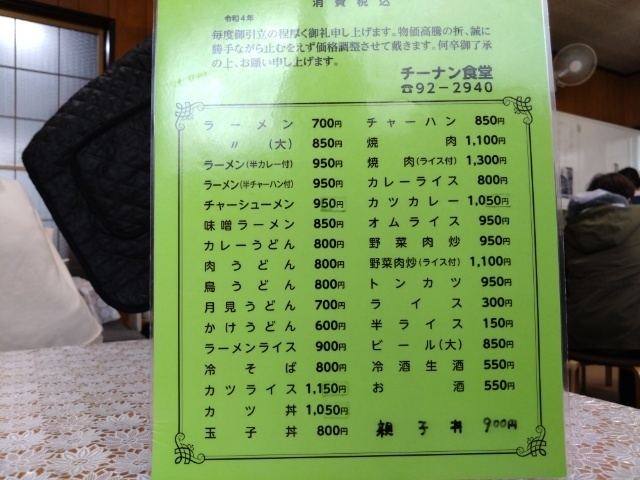 消費税込
令和4年
毎度御引立の程厚く御礼申し上げます。物価高騰の折、誠に
勝手ながら止むをえず価格調整させて戴きます。何卒御了承
の上、お願い申し上げます。
チーナン食堂
☎92-2940
ラーメン 700円
〃 (大) 850円
ラーメン(半カレー付) 950円
ラーメン(半チャーハン付) 950円
チャーシューメン 950円
味噌ラーメン 850円
カレーうどん 800円
肉うどん 800円
鳥うどん 800円
月見うどん 700円
かけうどん 600円
ラーメンライス 900円
冷そば 800円
カツライス 1,150円
カツ丼 1,050円
玉子丼 800円
チャーハン 850円
焼肉 1,100円
焼肉(ライス付) 1,300円
カレーライス 800円
カツカレー 1,050円
オムライス 950円
野菜肉炒 950円
野菜肉炒(ライス付) 1,100円
トンカツ 950円
ライス 300円
半ライス 150円
ビール(大) 850円
冷酒生酒 550円
お酒 550円
親子丼 900円